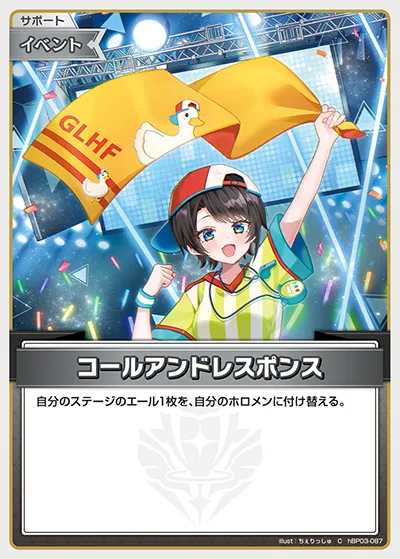 サポート
イベント
GLHF
コールアンドレスポンス
自分のステージのエール1枚を、自分のホロメンに付け替える。
illust：ちぇりっしゅ C hBP03-087